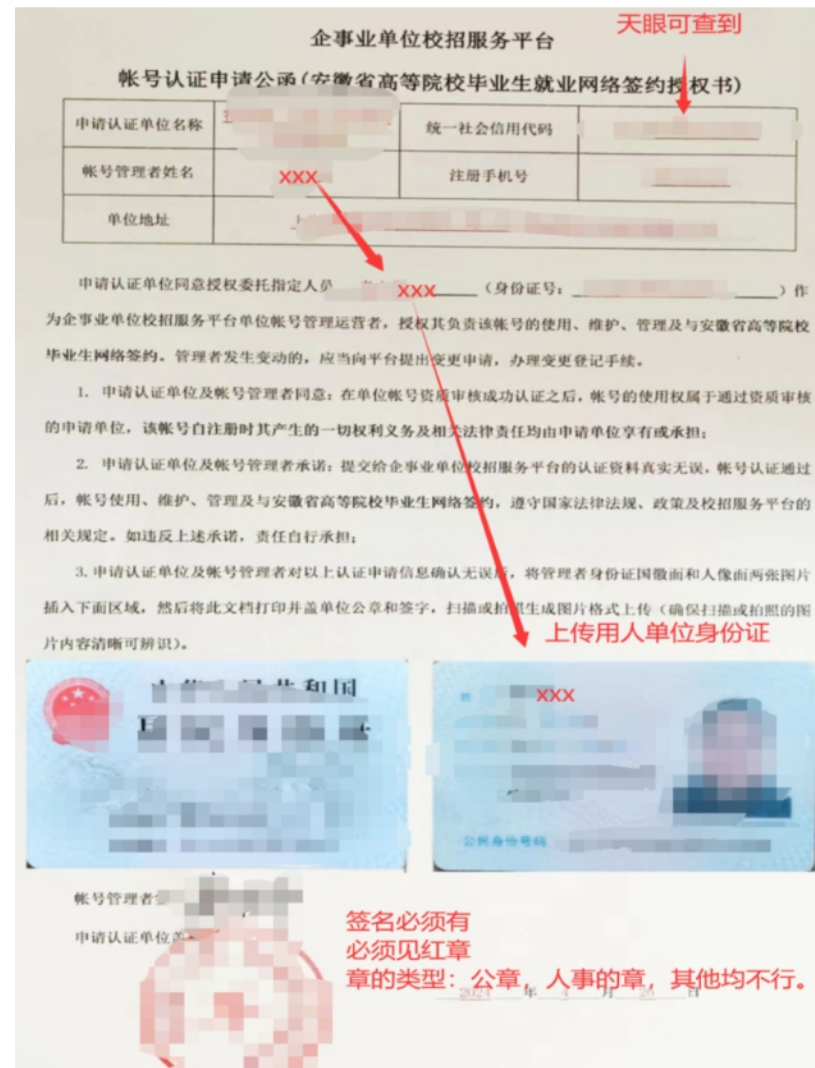 天眼可查到
企事业单位校招服务平台
帐号认证申请公函(安徽省高等院校毕业生就业网络签约授权书)
申请认证单位名称 统一社会信用代码
帐号管理者姓名 XXX 注册手机号
单位地址
申请认证单位同意授权委托指定人员 XXX (身份证号: )作
为企事业单位校招服务平台单位帐号管理运营者，授权其负责该帐号的使用、维护、管理及与安徽省高等院校
毕业生网络签约。管理者发生变动的，应当向平台提出变更申请，办理变更登记手续。
1. 申请认证单位及帐号管理者同意：在单位帐号资质审核成功认证之后，帐号的使用权属于通过资质审核
的申请单位，该帐号自注册时其产生的一切权利义务及相关法律责任均由申请单位享有或承担；
2. 申请认证单位及帐号管理者承诺：提交给企事业单位校招服务平台的认证资料真实无误，帐号认证通过
后，帐号使用、维护、管理及与安徽省高等院校毕业生网络签约，遵守国家法律法规、政策及校招服务平台的
相关规定。如违反上述承诺，责任自行承担；
3. 申请认证单位及帐号管理者对以上认证申请信息确认无误后，将管理者身份证国徽面和人像面两张图片
插入下面区域，然后将此文档打印并盖单位公章和签字，扫描或拍照生成图片格式上传（确保扫描或拍照的图
片内容清晰可辨识）。
上传用人单位身份证
XXX
公民身份号码
帐号管理者
申请认证单位盖
签名必须有
必须见红章
章的类型：公章，人事的章，其他均不行。
2024 年 4 月 26 日